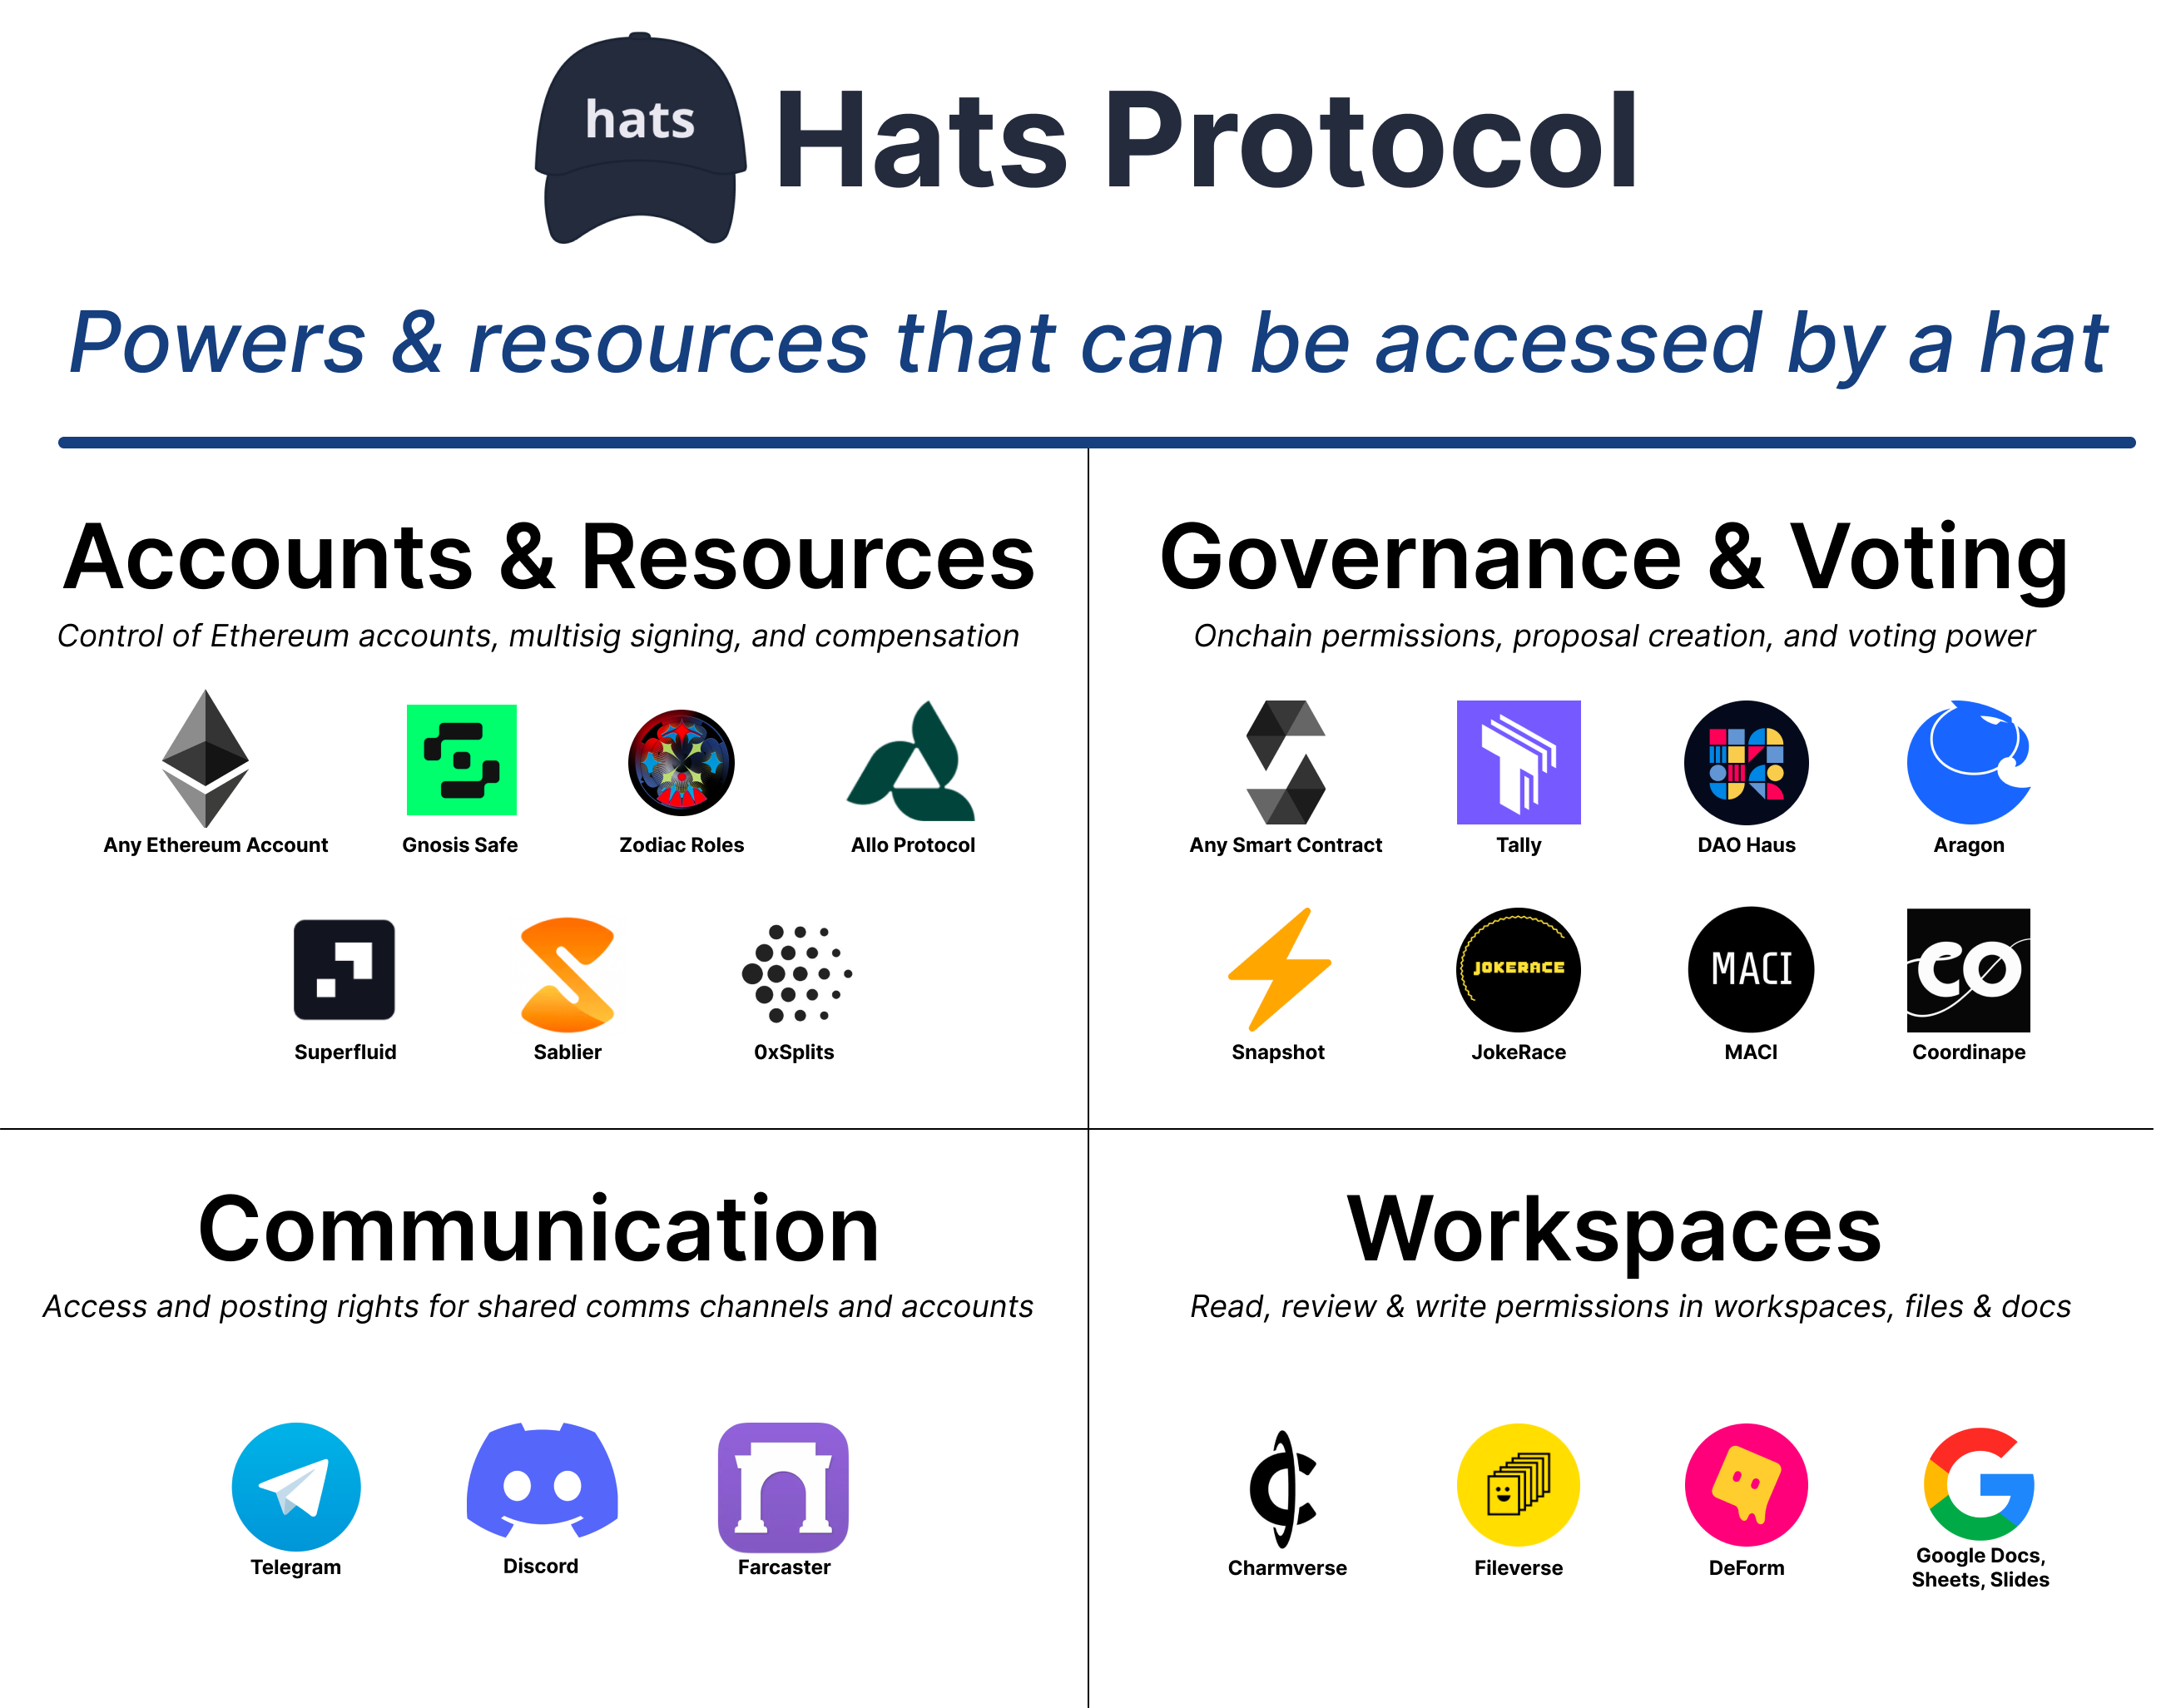 hats
Hats Protocol
Powers & resources that can be accessed by a hat
Accounts & Resources
Control of Ethereum accounts, multisig signing, and compensation
Any Ethereum Account
Gnosis Safe
Zodiac Roles
Allo Protocol
Superfluid
Sablier
0xSplits
Governance & Voting
Onchain permissions, proposal creation, and voting power
Any Smart Contract
Tally
DAO Haus
Aragon
JOKERACE
MACI
CO
Snapshot
JokeRace
MACI
Coordinape
Communication
Access and posting rights for shared comms channels and accounts
Telegram
Discord
Farcaster
Workspaces
Read, review & write permissions in workspaces, files & docs
Charmverse
Fileverse
DeForm
Google Docs,
Sheets, Slides